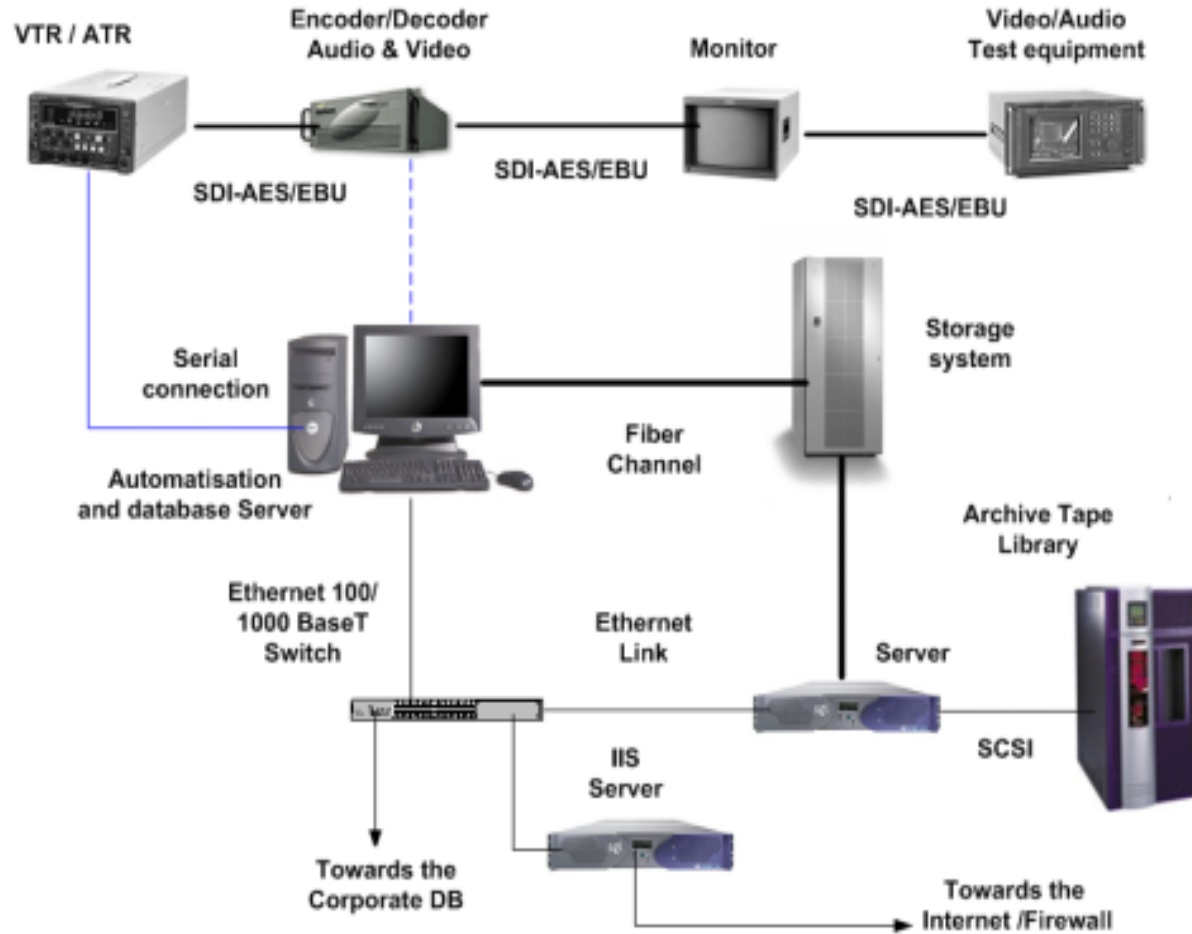 VTR / ATR
Encoder/Decoder
Audio & Video
Monitor
Video/Audio
Test equipment
SDI-AES/EBU
SDI-AES/EBU
SDI-AES/EBU
Serial
connection
Storage
system
Fiber
Channel
Automatisation
and database Server
Archive Tape
Library
Ethernet 100/
1000 BaseT
Switch
Ethernet
Link
Server
SCSI
IIS
Server
Towards the
Corporate DB
Towards the
Internet /Firewall